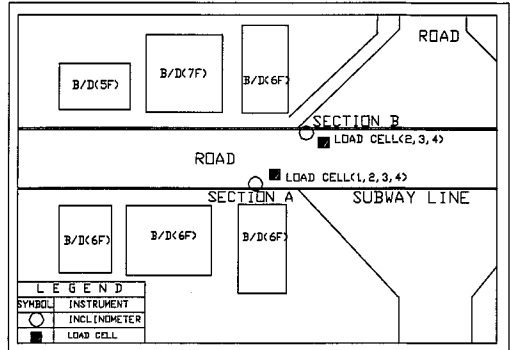 ROAD
B/D(5F)
B/D(7F)
B/D(6F)
SECTION B
LOAD CELL(2,3,4)
ROAD
LOAD CELL(1,2,3,4)
SECTION A
SUBWAY LINE
B/D(6F)
B/D(6F)
B/D(6F)
LEGEND
SYMBOL INSTRUMENT
INCLINOMETER
LOAD CELL